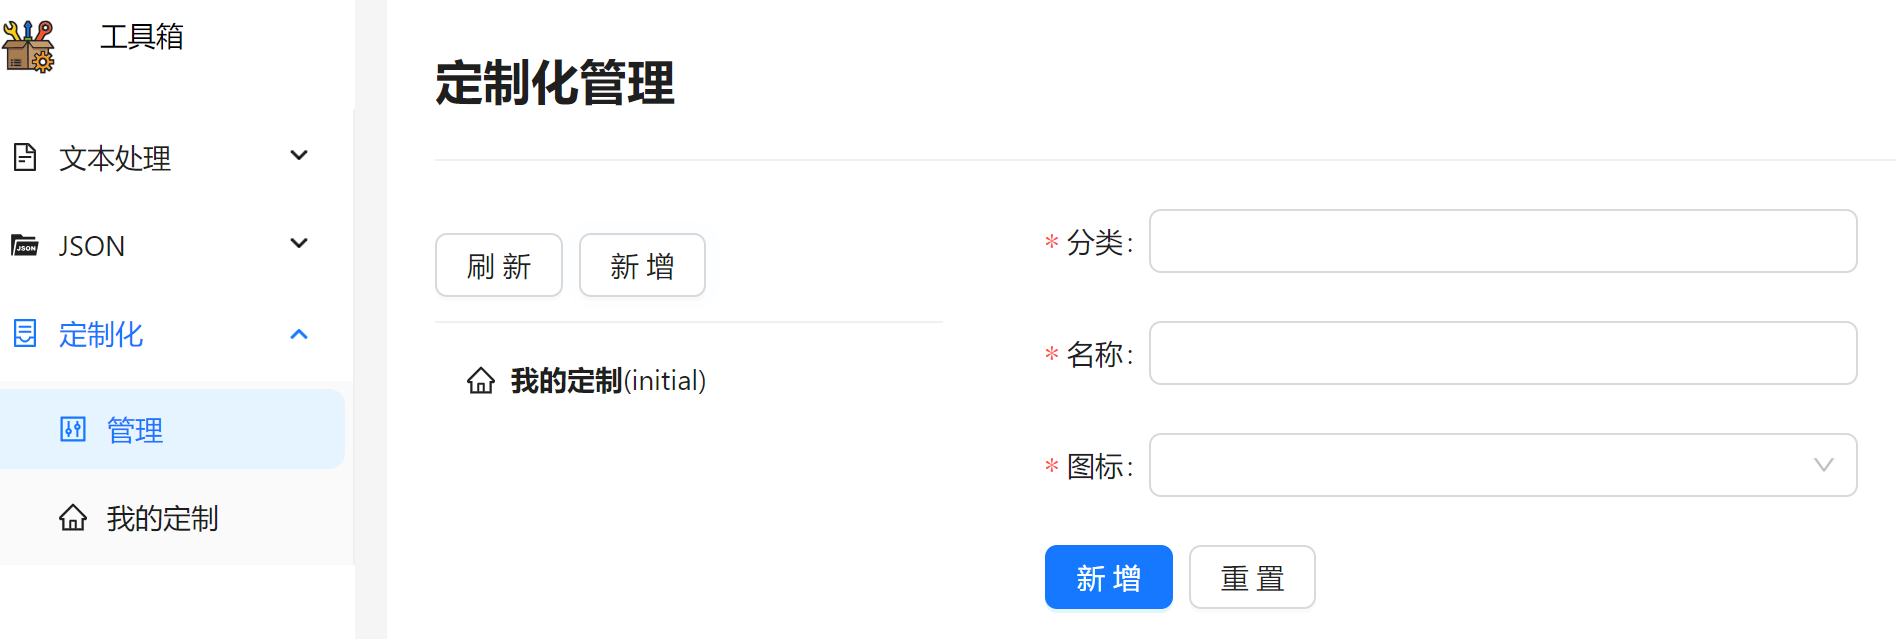 工具箱
文本处理
JSON
定制化
管理
我的定制
定制化管理
刷 新
新 增
我的定制(initial)
* 分类:
* 名称:
* 图标:
新 增
重 置